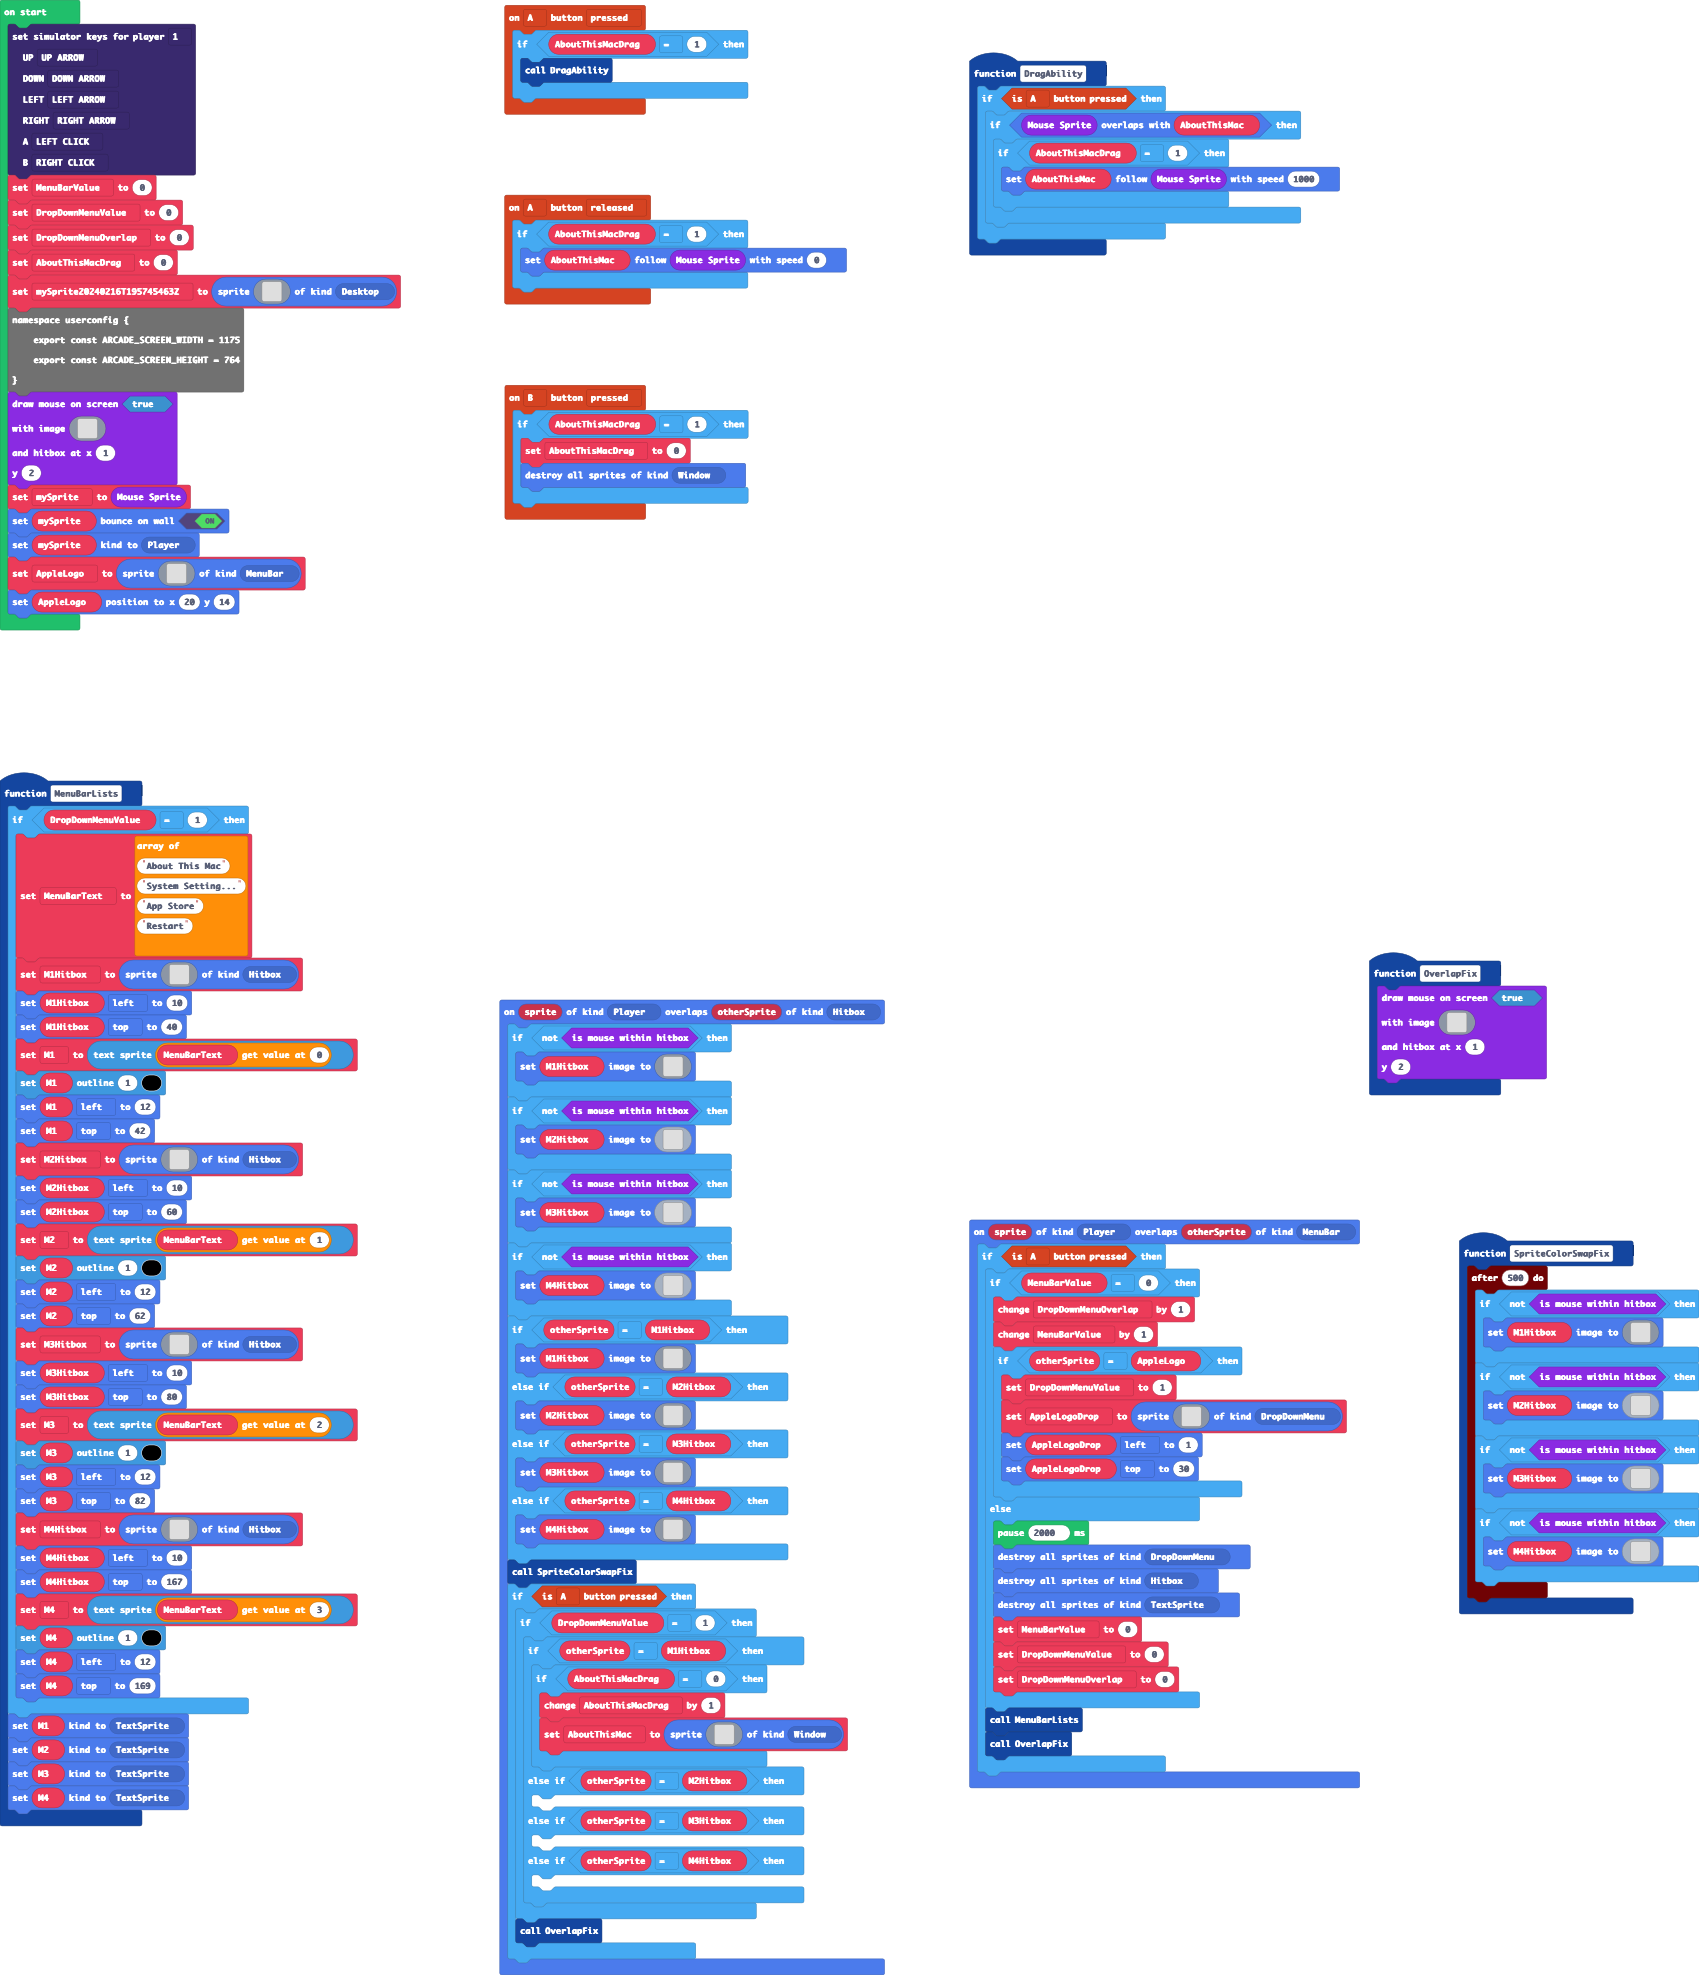 on start
set simulator keys for player 1
UP UP ARROW
DOWN DOWN ARROW
LEFT LEFT ARROW
RIGHT RIGHT ARROW
A LEFT CLICK
B RIGHT CLICK
set MenuBarValue to 0
set DropDownMenuValue to 0
set DropDownMenuOverlap to 0
set AboutThisMacDrag to 0
set mySprite20240216T195745463Z to sprite of kind Desktop
namespace userconfig {
export const ARCADE_SCREEN_WIDTH = 1175
export const ARCADE_SCREEN_HEIGHT = 764
}
draw mouse on screen true
with image
and hitbox at x 1
y 2
set mySprite to Mouse Sprite
set mySprite bounce on wall ON
set mySprite kind to Player
set AppleLogo to sprite of kind MenuBar
set AppleLogo position to x 20 y 14
on A button pressed
if AboutThisMacDrag = 1 then
call DragAbility
on A button released
if AboutThisMacDrag = 1 then
set AboutThisMac follow Mouse Sprite with speed 0
on B button pressed
if AboutThisMacDrag = 1 then
set AboutThisMacDrag to 0
destroy all sprites of kind Window
function DragAbility
if is A button pressed then
if Mouse Sprite overlaps with AboutThisMac then
if AboutThisMacDrag = 1 then
set AboutThisMac follow Mouse Sprite with speed 1000
function MenuBarLists
if DropDownMenuValue = 1 then
set MenuBarText to array of
"About This Mac"
"System Setting..."
"App Store"
"Restart"
set M1Hitbox to sprite of kind Hitbox
set M1Hitbox left to 10
set M1Hitbox top to 40
set M1 to text sprite MenuBarText get value at 0
set M1 outline 1
set M1 left to 12
set M1 top to 42
set M2Hitbox to sprite of kind Hitbox
set M2Hitbox left to 10
set M2Hitbox top to 60
set M2 to text sprite MenuBarText get value at 1
set M2 outline 1
set M2 left to 12
set M2 top to 62
set M3Hitbox to sprite of kind Hitbox
set M3Hitbox left to 10
set M3Hitbox top to 80
set M3 to text sprite MenuBarText get value at 2
set M3 outline 1
set M3 left to 12
set M3 top to 82
set M4Hitbox to sprite of kind Hitbox
set M4Hitbox left to 10
set M4Hitbox top to 167
set M4 to text sprite MenuBarText get value at 3
set M4 outline 1
set M4 left to 12
set M4 top to 169
set M1 kind to TextSprite
set M2 kind to TextSprite
set M3 kind to TextSprite
set M4 kind to TextSprite
on sprite of kind Player overlaps otherSprite of kind Hitbox
if not is mouse within hitbox then
set M1Hitbox image to
if not is mouse within hitbox then
set M2Hitbox image to
if not is mouse within hitbox then
set M3Hitbox image to
if not is mouse within hitbox then
set M4Hitbox image to
if otherSprite = M1Hitbox then
set M1Hitbox image to
else if otherSprite = M2Hitbox then
set M2Hitbox image to
else if otherSprite = M3Hitbox then
set M3Hitbox image to
else if otherSprite = M4Hitbox then
set M4Hitbox image to
call SpriteColorSwapFix
if is A button pressed then
if DropDownMenuValue = 1 then
if otherSprite = M1Hitbox then
if AboutThisMacDrag = 0 then
change AboutThisMacDrag by 1
set AboutThisMac to sprite of kind Window
else if otherSprite = M2Hitbox then
else if otherSprite = M3Hitbox then
else if otherSprite = M4Hitbox then
call OverlapFix
on sprite of kind Player overlaps otherSprite of kind MenuBar
if is A button pressed then
if MenuBarValue = 0 then
change DropDownMenuOverlap by 1
change MenuBarValue by 1
if otherSprite = AppleLogo then
set DropDownMenuValue to 1
set AppleLogoDrop to sprite of kind DropDownMenu
set AppleLogoDrop left to 1
set AppleLogoDrop top to 30
else
pause 2000 ms
destroy all sprites of kind DropDownMenu
destroy all sprites of kind Hitbox
destroy all sprites of kind TextSprite
set MenuBarValue to 0
set DropDownMenuValue to 0
set DropDownMenuOverlap to 0
call MenuBarLists
call OverlapFix
function OverlapFix
draw mouse on screen true
with image
and hitbox at x 1
y 2
function SpriteColorSwapFix
after 500 do
if not is mouse within hitbox then
set M1Hitbox image to
if not is mouse within hitbox then
set M2Hitbox image to
if not is mouse within hitbox then
set M3Hitbox image to
if not is mouse within hitbox then
set M4Hitbox image to